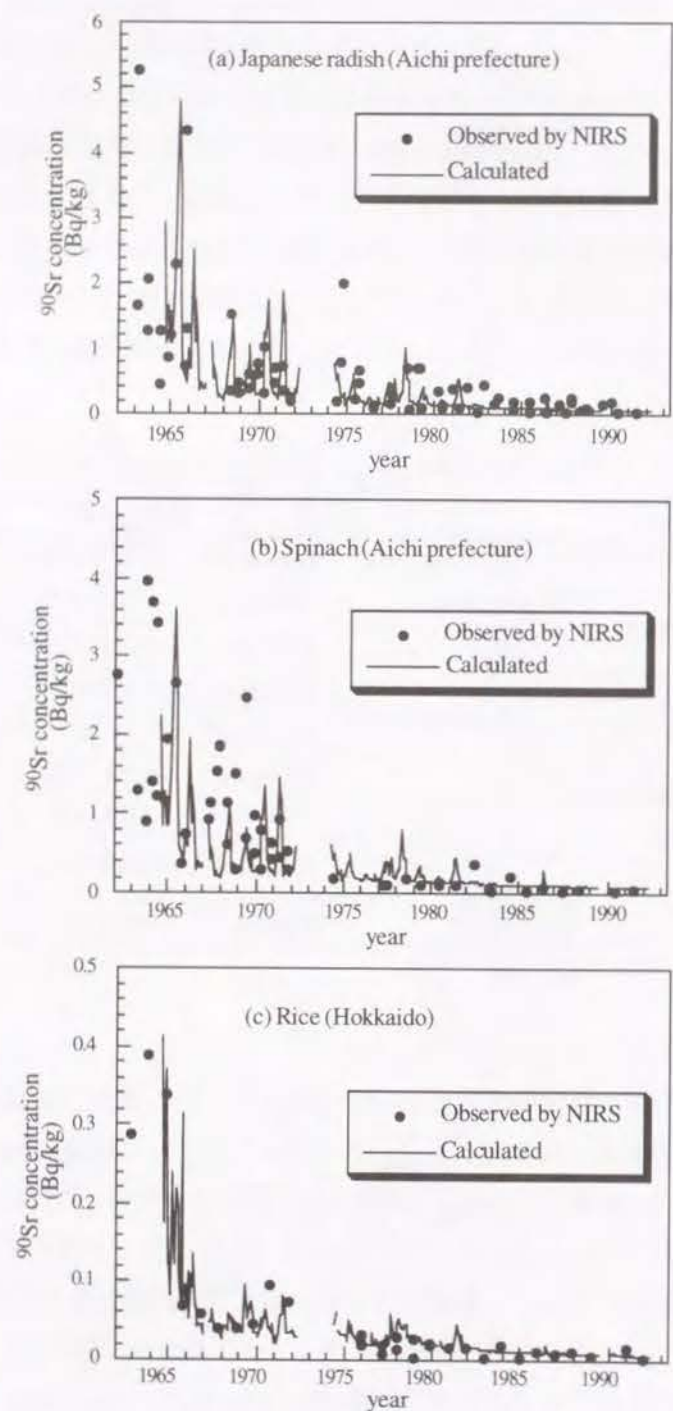 (a) Japanese radish (Aichi prefecture)
Observed by NIRS
Calculated
⁹⁰Sr concentration
(Bq/kg)
6
5
4
3
2
1
0
1965 1970 1975 1980 1985 1990
year
(b) Spinach (Aichi prefecture)
Observed by NIRS
Calculated
⁹⁰Sr concentration
(Bq/kg)
5
4
3
2
1
0
1965 1970 1975 1980 1985 1990
year
(c) Rice (Hokkaido)
Observed by NIRS
Calculated
⁹⁰Sr concentration
(Bq/kg)
0.5
0.4
0.3
0.2
0.1
0
1965 1970 1975 1980 1985 1990
year